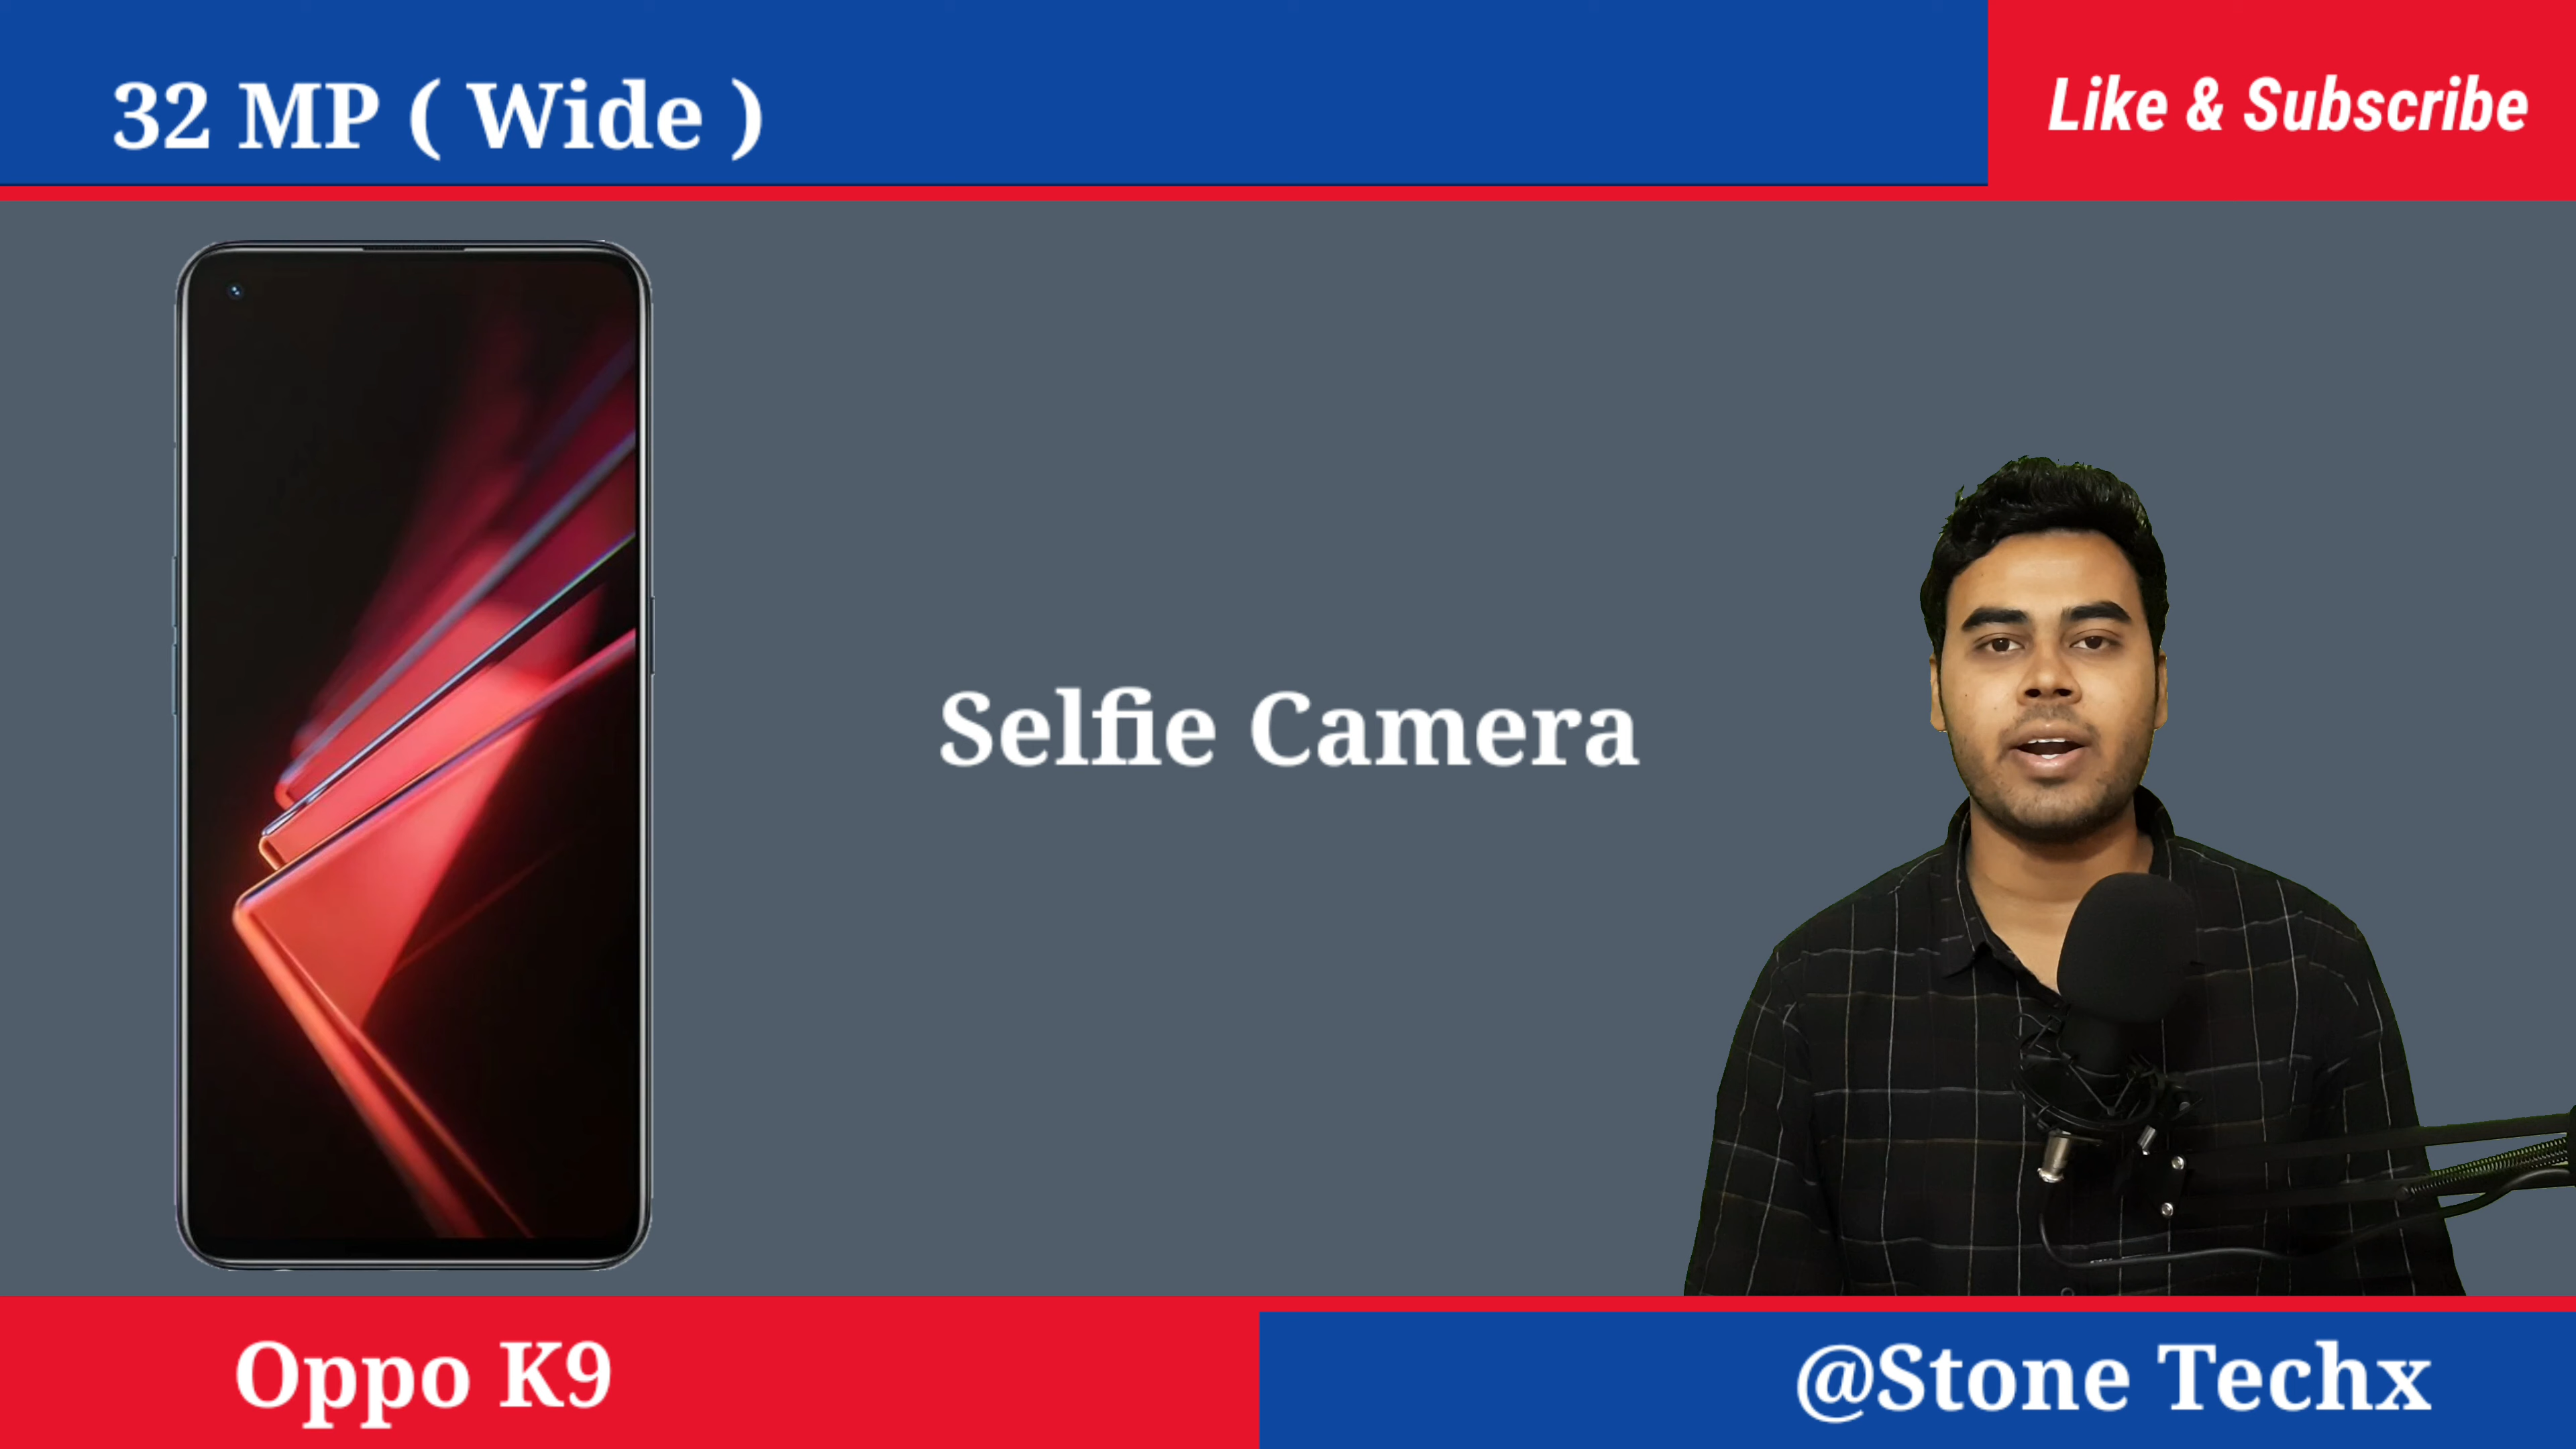 32 MP ( Wide )
Like & Subscribe
Selfie Camera
Oppo K9
@Stone Techx